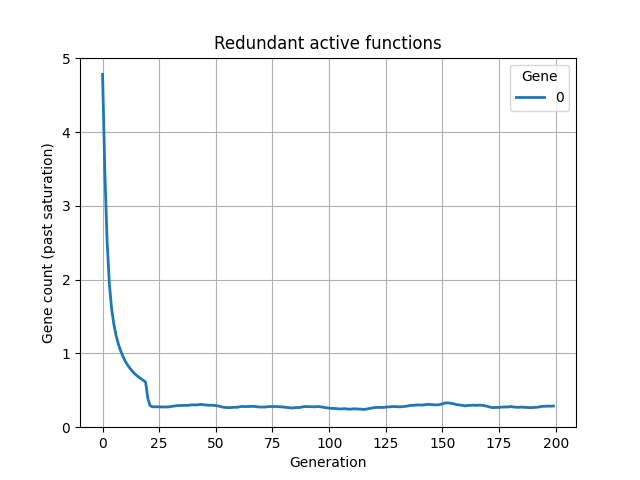 Redundant active functions
Gene
0
Gene count (past saturation)
5
4
3
2
1
0
0 25 50 75 100 125 150 175 200
Generation